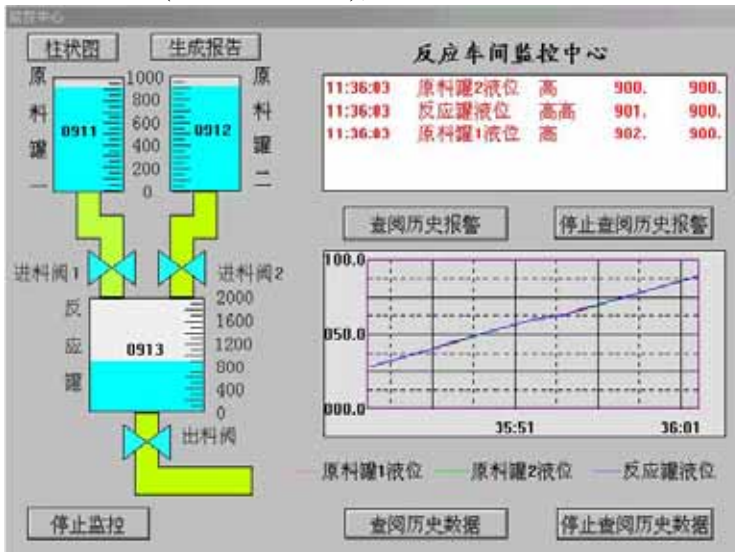 监控中心
柱状图
生成报告
反应车间监控中心
原料罐一
0911
1000
800
600
400
200
0
0912
原料罐二
11:36:03 原料罐2液位 高 900. 900.
11:36:03 反应罐液位 高高 901. 900.
11:36:03 原料罐1液位 高 902. 900.
查阅历史报警
停止查阅历史报警
进料阀1
进料阀2
反应罐
0913
2000
1600
1200
800
400
0
出料阀
100.0
050.0
000.0
35:51
36:01
原料罐1液位
原料罐2液位
反应罐液位
停止监控
查阅历史数据
停止查阅历史数据